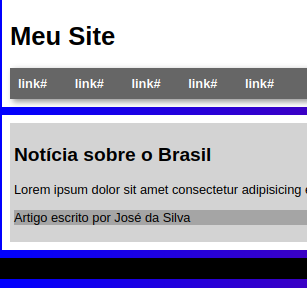 Meu Site
link# link# link# link# link#
Notícia sobre o Brasil
Lorem ipsum dolor sit amet consectetur adipisicing
Artigo escrito por José da Silva